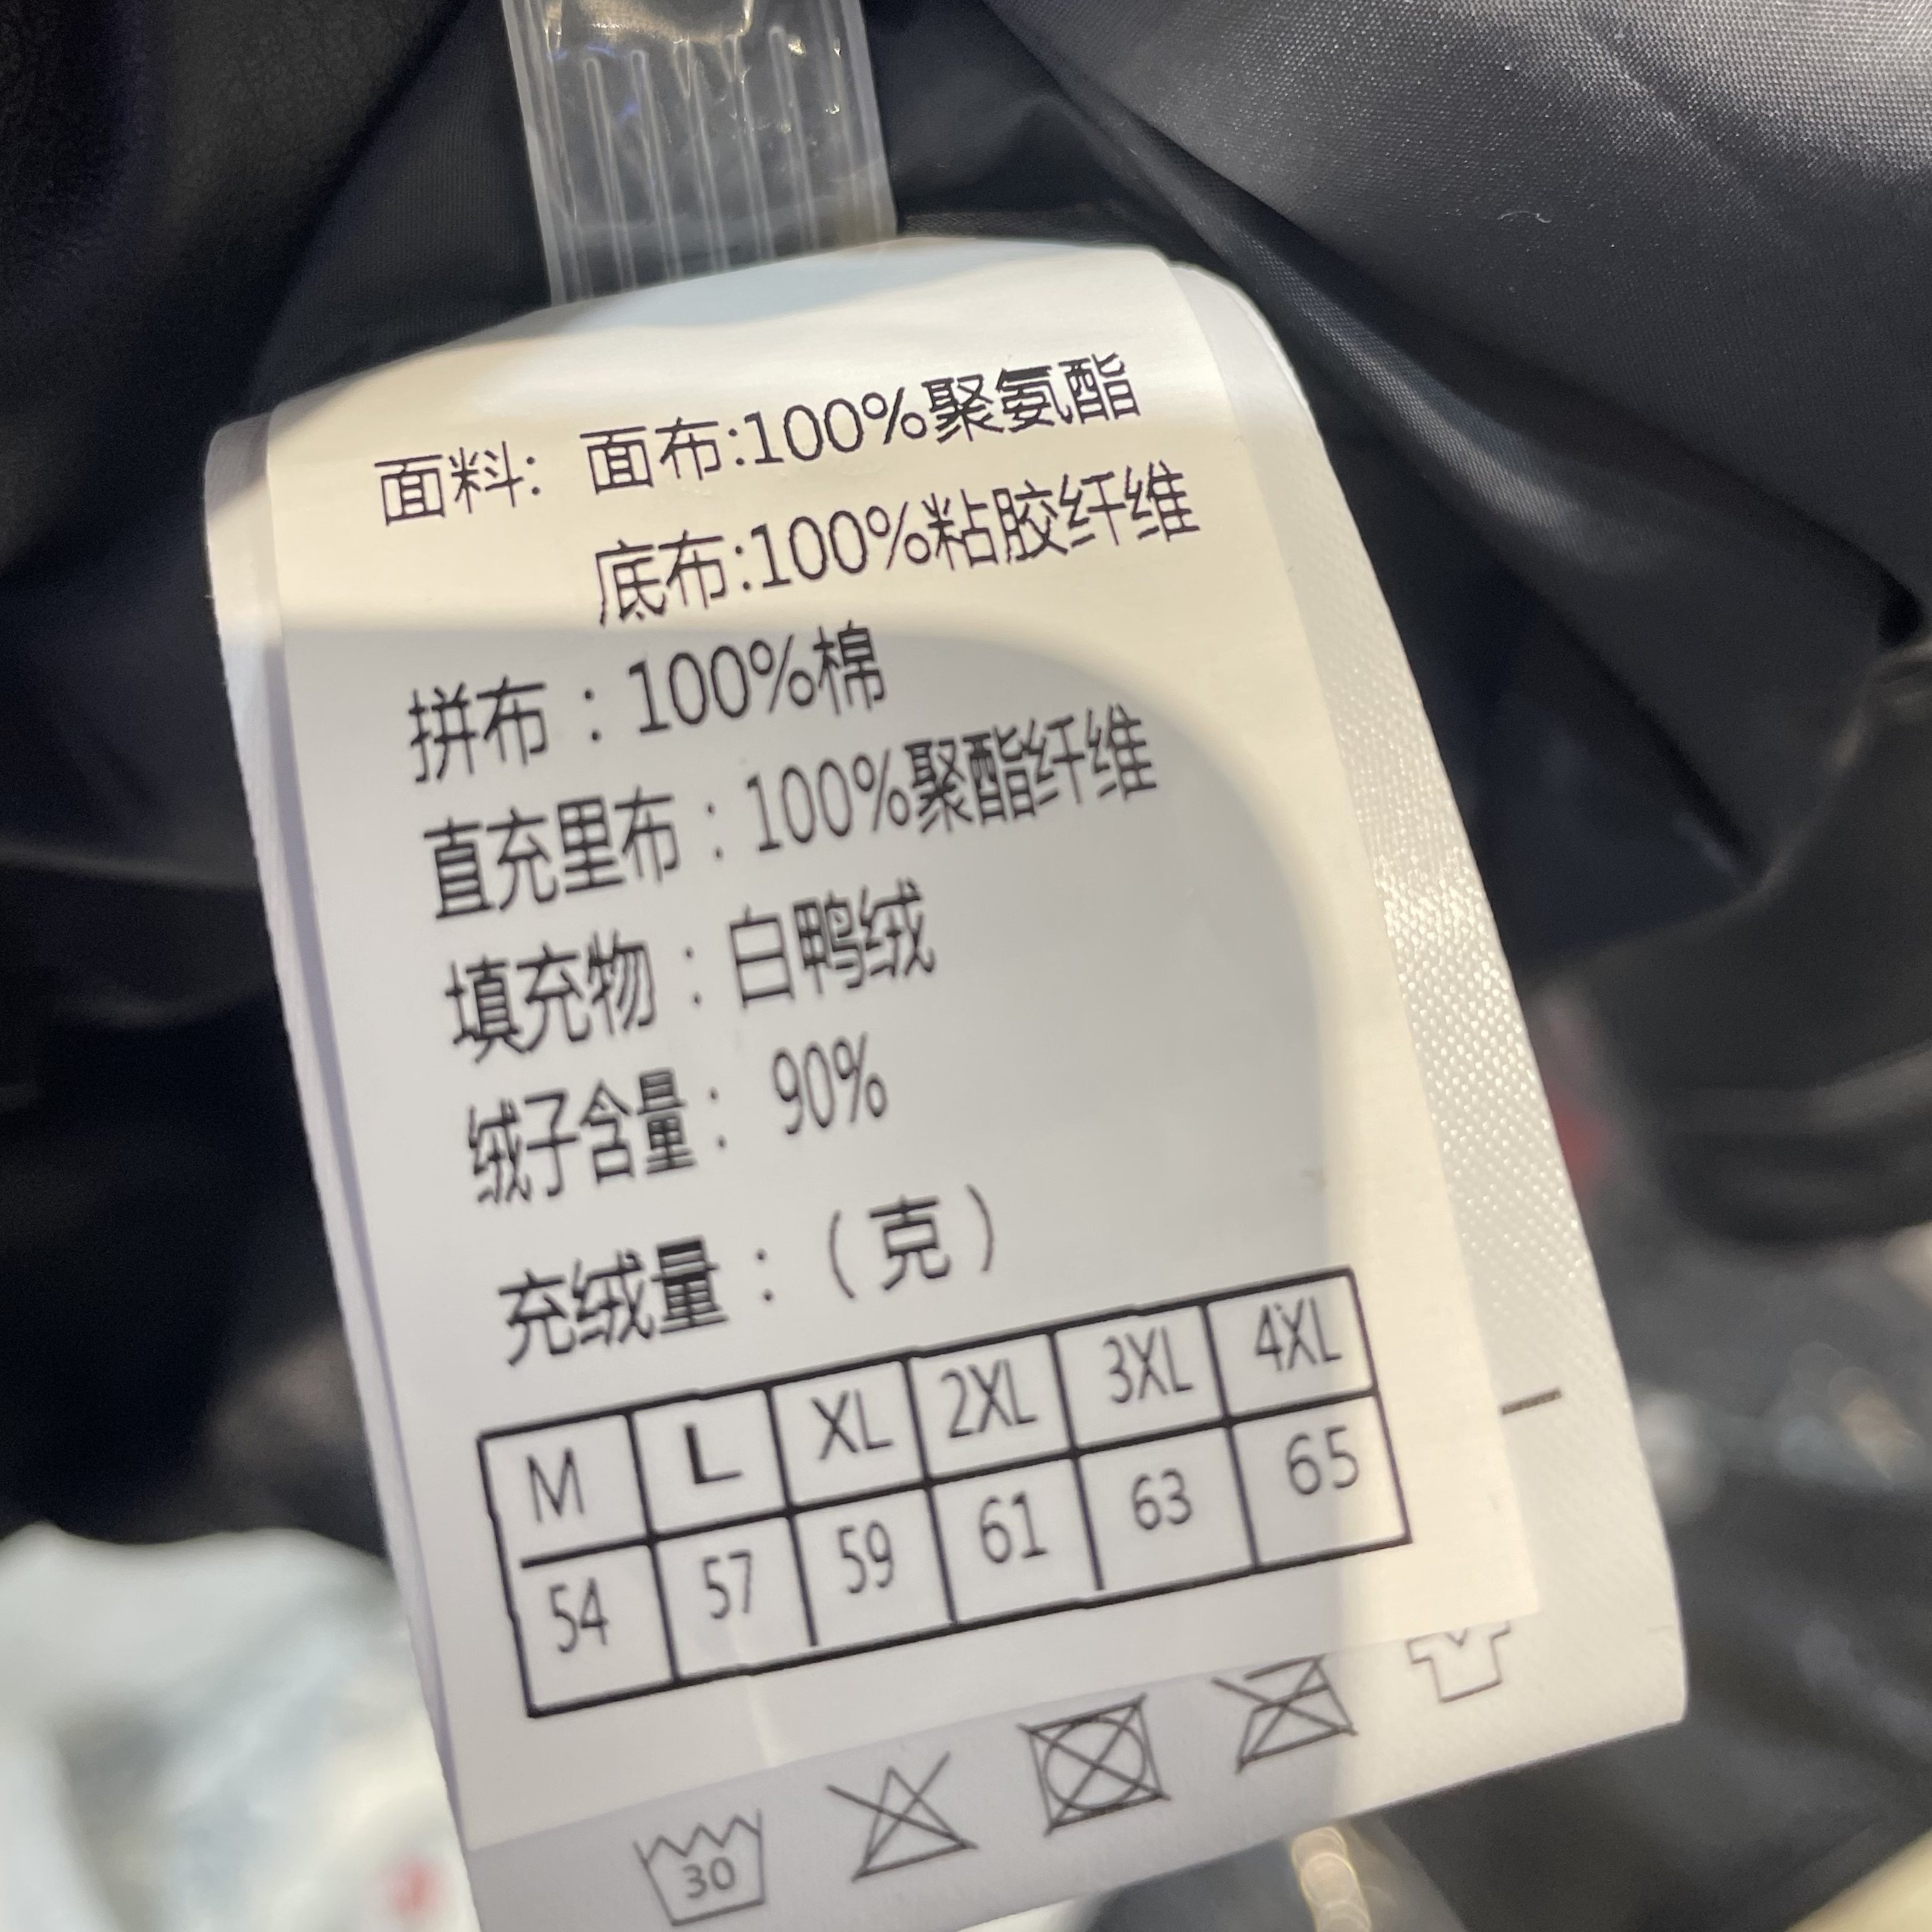 面料: 面布:100%聚氨酯
底布:100%粘胶纤维
拼布：100%棉
直充里布：100%聚酯纤维
填充物：白鸭绒
绒子含量： 90%
充绒量：（克）
M L XL 2XL 3XL 4XL
54 57 59 61 63 65
30